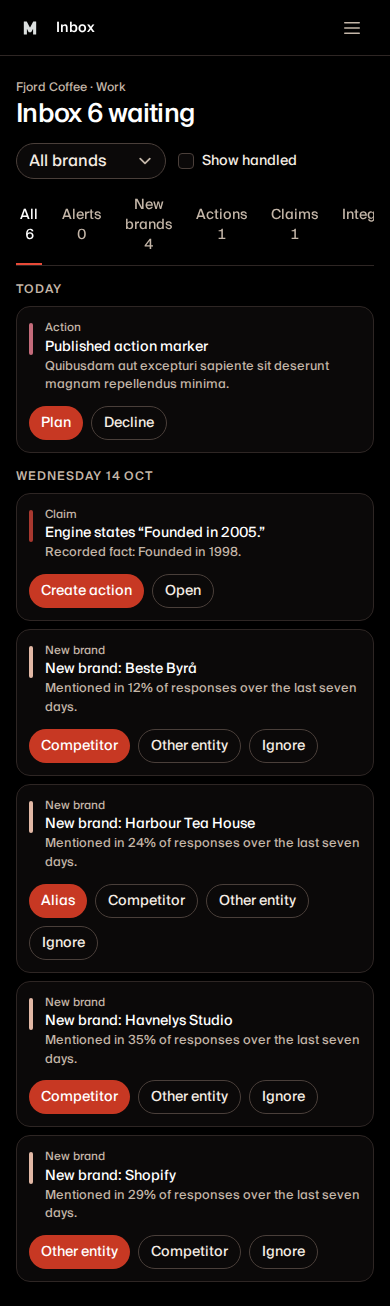 M Inbox
Fjord Coffee · Work
Inbox 6 waiting
All brands
Show handled
All 6
Alerts 0
New brands 4
Actions 1
Claims 1
Integ
TODAY
Action
Published action marker
Quibusdam aut excepturi sapiente sit deserunt
magnam repellendus minima.
Plan Decline
WEDNESDAY 14 OCT
Claim
Engine states “Founded in 2005.”
Recorded fact: Founded in 1998.
Create action Open
New brand
New brand: Beste Byrå
Mentioned in 12% of responses over the last seven
days.
Competitor Other entity Ignore
New brand
New brand: Harbour Tea House
Mentioned in 24% of responses over the last seven
days.
Alias Competitor Other entity
Ignore
New brand
New brand: Havnelys Studio
Mentioned in 35% of responses over the last seven
days.
Competitor Other entity Ignore
New brand
New brand: Shopify
Mentioned in 29% of responses over the last seven
days.
Other entity Competitor Ignore